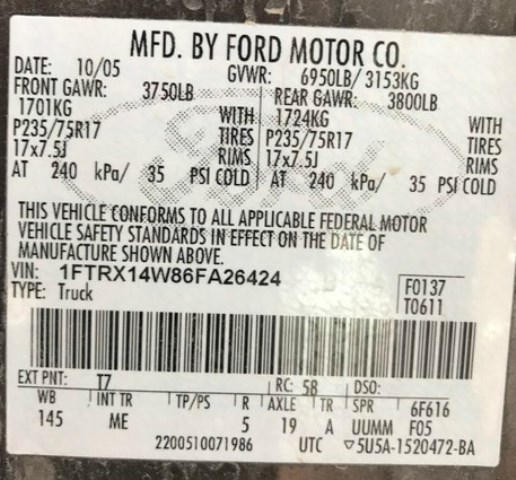 MFD. BY FORD MOTOR CO.
DATE: 10/05 GVWR: 6950LB/ 3153KG
FRONT GAWR: 3750LB REAR GAWR: 3800LB
1701KG WITH 1724KG WITH
P235/75R17 TIRES P235/75R17 TIRES
17x7.5J RIMS 17x7.5J RIMS
AT 240 kPa/ 35 PSI COLD AT 240 kPa/ 35 PSI COLD
Ford
THIS VEHICLE CONFORMS TO ALL APPLICABLE FEDERAL MOTOR
VEHICLE SAFETY STANDARDS IN EFFECT ON THE DATE OF
MANUFACTURE SHOWN ABOVE.
VIN: 1FTRX14W86FA26424
TYPE: Truck
F0137
T0611
EXT PNT: T7 RC: 58 DSO:
WB INT TR TP/PS R AXLE TR SPR 6F616
145 ME 5 19 A UUMM F05
2200510071986 UTC ▽5U5A-1520472-BA